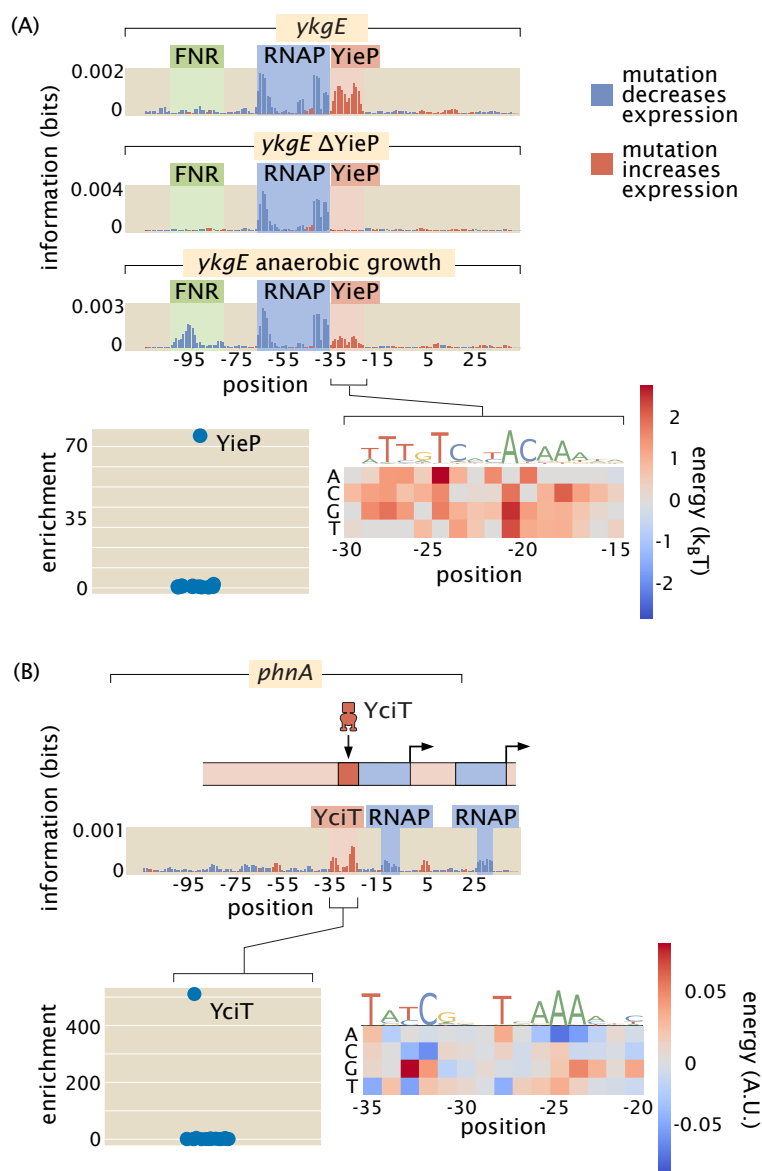 (A)
ykgE
FNR RNAP YieP
0.002
0
mutation
decreases
expression
mutation
increases
expression
information (bits)
ykgE ΔYieP
FNR RNAP YieP
0.004
0
ykgE anaerobic growth
FNR RNAP YieP
0.003
0
-95 -75 -55 -35 -15 5 25
position
enrichment
70
35
0
YieP
TTTGTCATACAAA
A
C
G
T
-30 -25 -20 -15
position
2
1
0
-1
-2
energy (kBT)
(B)
phnA
YciT
information (bits)
YciT RNAP RNAP
0.001
0
-95 -75 -55 -35 -15 5 25
position
enrichment
400
200
0
YciT
TATCG T AAAA
A
C
G
T
-35 -30 -25 -20
position
0.05
0
-0.05
energy (A.U.)